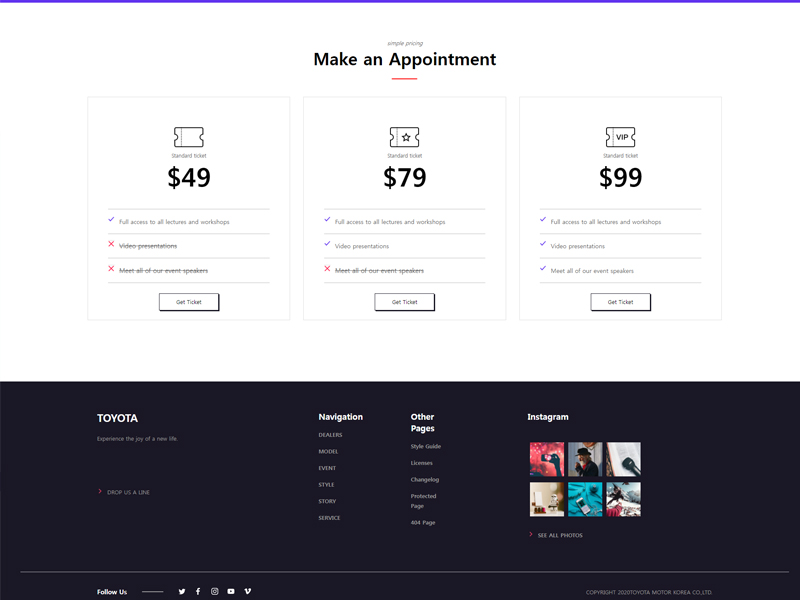 simple pricing
Make an Appointment
Standard ticket
$49
Full access to all lectures and workshops
Video presentations
Meet all of our event speakers
Get Ticket
Standard ticket
$79
Full access to all lectures and workshops
Video presentations
Meet all of our event speakers
Get Ticket
VIP
Standard ticket
$99
Full access to all lectures and workshops
Video presentations
Meet all of our event speakers
Get Ticket
TOYOTA
Experience the joy of a new life.
DROP US A LINE
Navigation
DEALERS
MODEL
EVENT
STYLE
STORY
SERVICE
Other
Pages
Style Guide
Licenses
Changelog
Protected
Page
404 Page
Instagram
SEE ALL PHOTOS
Follow Us
COPYRIGHT 2020TOYOTA MOTOR KOREA CO.,LTD.